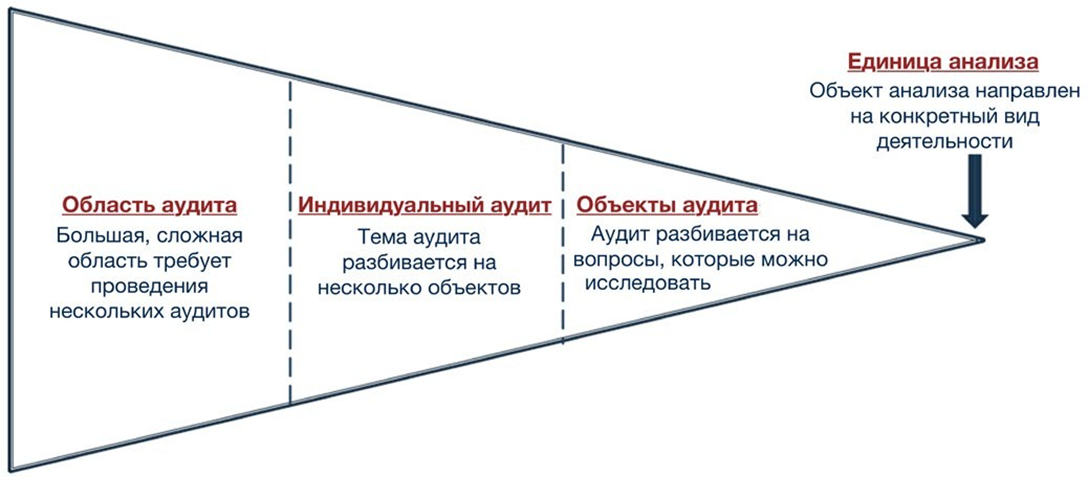 Область аудита
Большая, сложная
область требует
проведения
нескольких аудитов
Индивидуальный аудит
Тема аудита
разбивается на
несколько объектов
Объекты аудита
Аудит разбивается на
вопросы, которые можно
исследовать
Единица анализа
Объект анализа направлен
на конкретный вид
деятельности